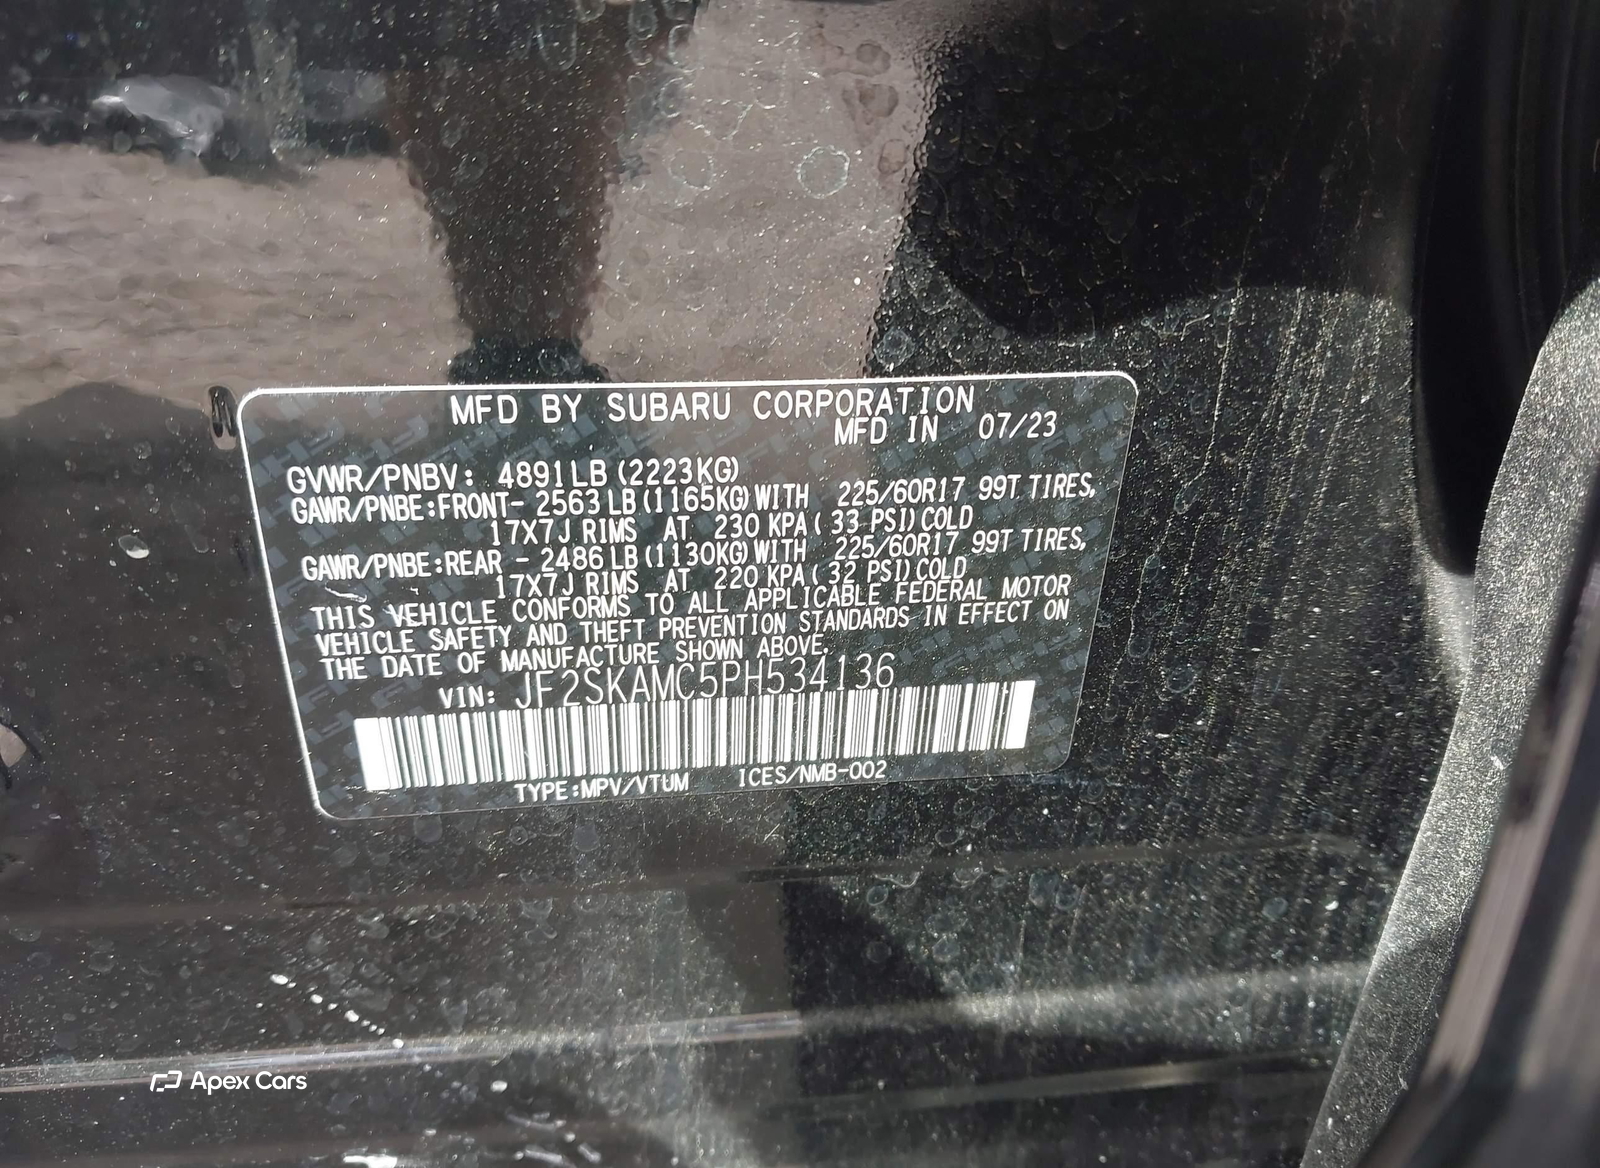 MFD BY SUBARU CORPORATION
MFD IN 07/23
GVWR/PNBV: 4891LB (2223KG)
GAWR/PNBE:FRONT- 2563 LB (1165KG) WITH 225/60R17 99T TIRES,
17X7J RIMS AT 230 KPA ( 33 PSI) COLD
GAWR/PNBE:REAR - 2486 LB (1130KG) WITH 225/60R17 99T TIRES,
17X7J RIMS AT 220 KPA ( 32 PSI) COLD
THIS VEHICLE CONFORMS TO ALL APPLICABLE FEDERAL MOTOR
VEHICLE SAFETY AND THEFT PREVENTION STANDARDS IN EFFECT ON
THE DATE OF MANUFACTURE SHOWN ABOVE.
VIN: JF2SKAMC5PH534136
TYPE:MPV/VTUM ICES/NMB-002
Apex Cars